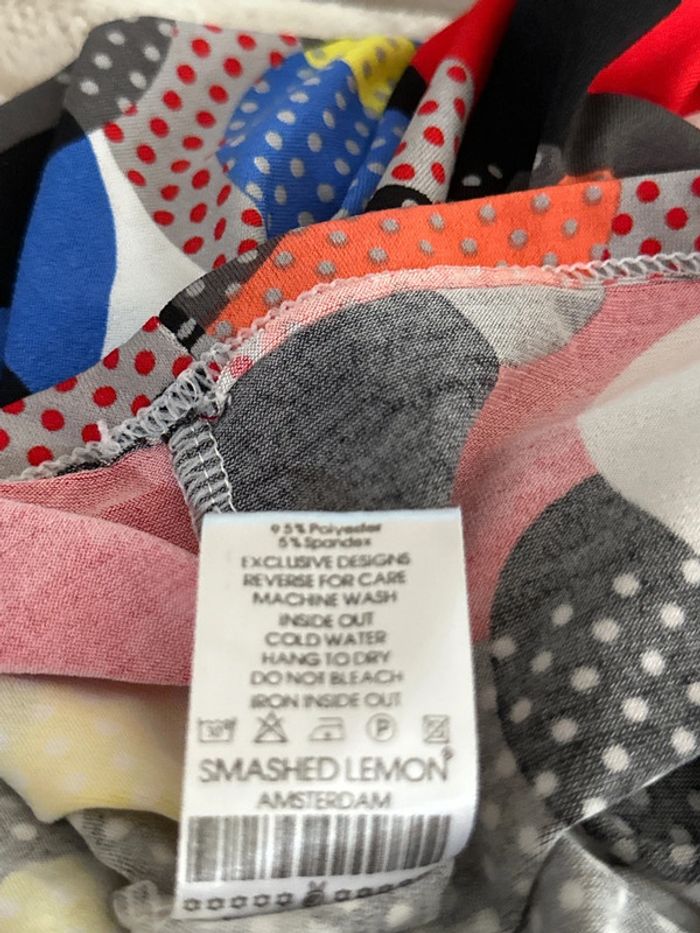 95% Polyester
5% Spandex
EXCLUSIVE DESIGNS
REVERSE FOR CARE
MACHINE WASH
INSIDE OUT
COLD WATER
HANG TO DRY
DO NOT BLEACH
IRON INSIDE OUT
30° P
SMASHED LEMON®
AMSTERDAM